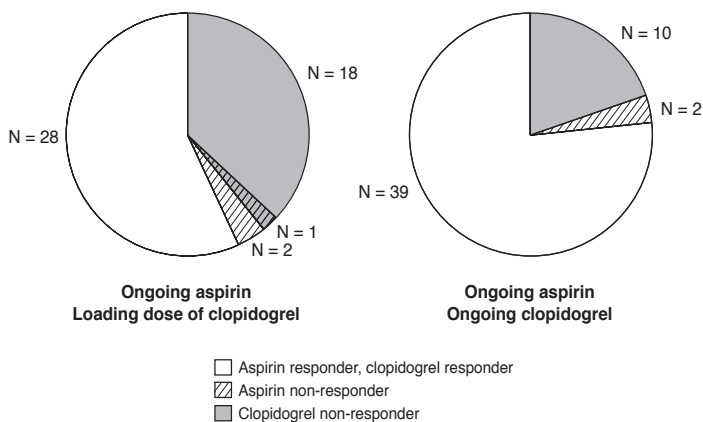 N = 18
N = 28
N = 1
N = 2
Ongoing aspirin
Loading dose of clopidogrel
N = 10
N = 2
N = 39
Ongoing aspirin
Ongoing clopidogrel
Aspirin responder, clopidogrel responder
Aspirin non-responder
Clopidogrel non-responder